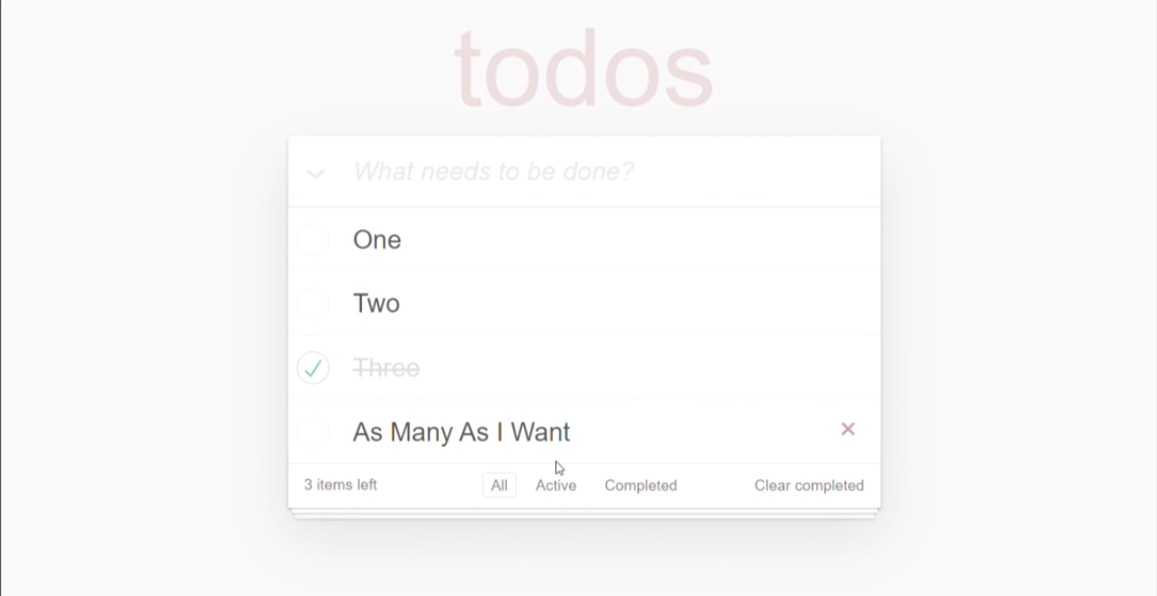 todos
What needs to be done?
One
Two
Three
As Many As I Want
3 items left All Active Completed Clear completed